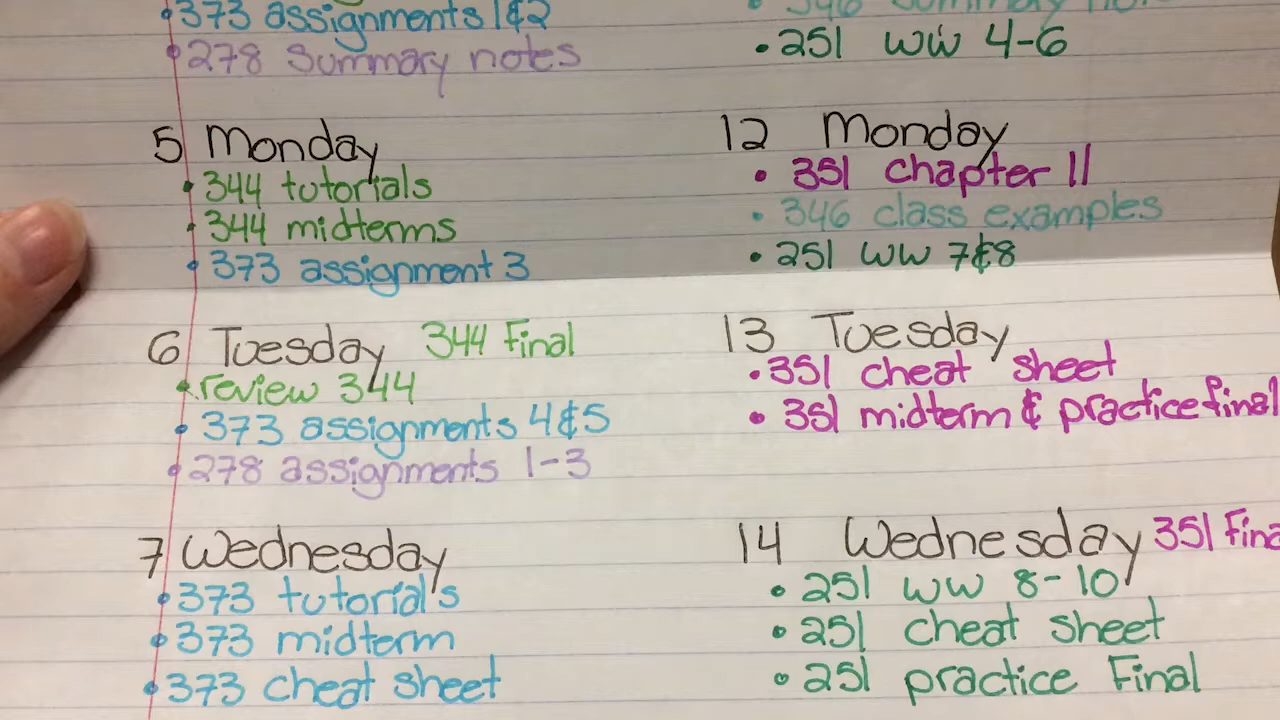 • 373 assignments 1&2
• 278 Summary notes
5 Monday
• 344 tutorials
• 344 midterms
• 373 assignment 3
6 Tuesday 344 Final
• review 344
• 373 assignments 4&5
• 278 assignments 1-3
7 Wednesday
• 373 tutorials
• 373 midterm
• 373 cheat sheet
• 346 Summary
• 251 WW 4-6
12 Monday
• 351 chapter 11
• 346 class examples
• 251 WW 7&8
13 Tuesday
• 351 cheat sheet
• 351 midterm & practice final
14 Wednesday 351 Fina
• 251 WW 8-10
• 251 cheat sheet
• 251 practice Final